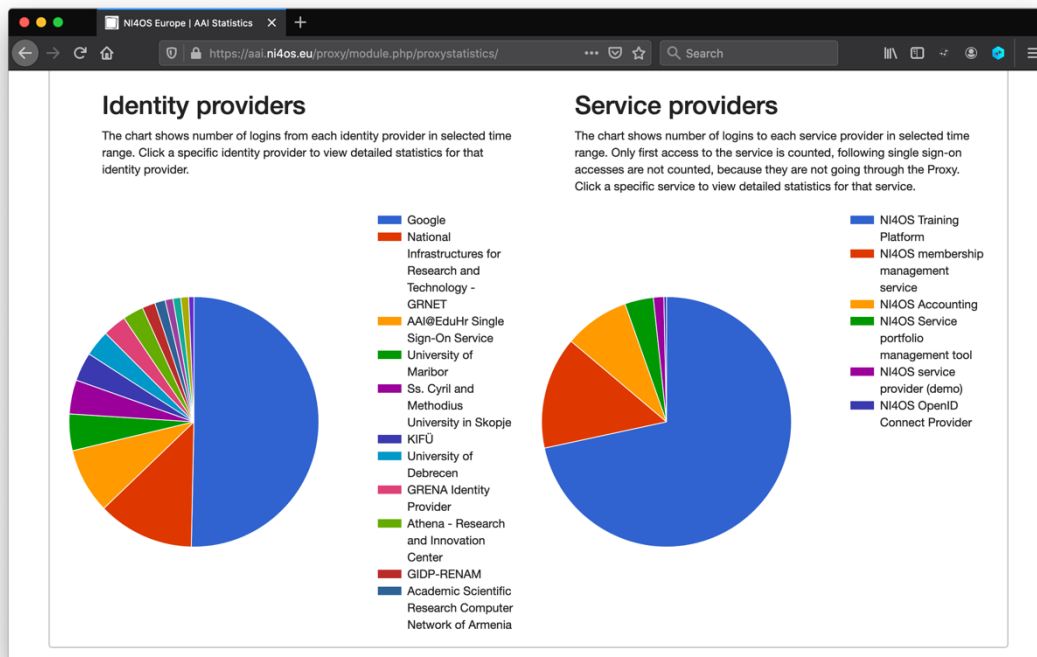 NI4OS Europe | AAI Statistics
https://aai.ni4os.eu/proxy/module.php/proxystatistics/
Search
Identity providers
The chart shows number of logins from each identity provider in selected time
range. Click a specific identity provider to view detailed statistics for that
identity provider.
Google
National
Infrastructures for
Research and
Technology -
GRNET
AAI@EduHr Single
Sign-On Service
University of
Maribor
Ss. Cyril and
Methodius
University in Skopje
KIFÜ
University of
Debrecen
GRENA Identity
Provider
Athena - Research
and Innovation
Center
GIDP-RENAM
Academic Scientific
Research Computer
Network of Armenia
Service providers
The chart shows number of logins to each service provider in selected time
range. Only first access to the service is counted, following single sign-on
accesses are not counted, because they are not going through the Proxy.
Click a specific service to view detailed statistics for that service.
NI4OS Training
Platform
NI4OS membership
management
service
NI4OS Accounting
NI4OS Service
portfolio
management tool
NI4OS service
provider (demo)
NI4OS OpenID
Connect Provider